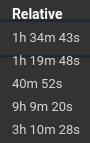 Relative
1h 34m 43s
1h 19m 48s
40m 52s
9h 9m 20s
3h 10m 28s